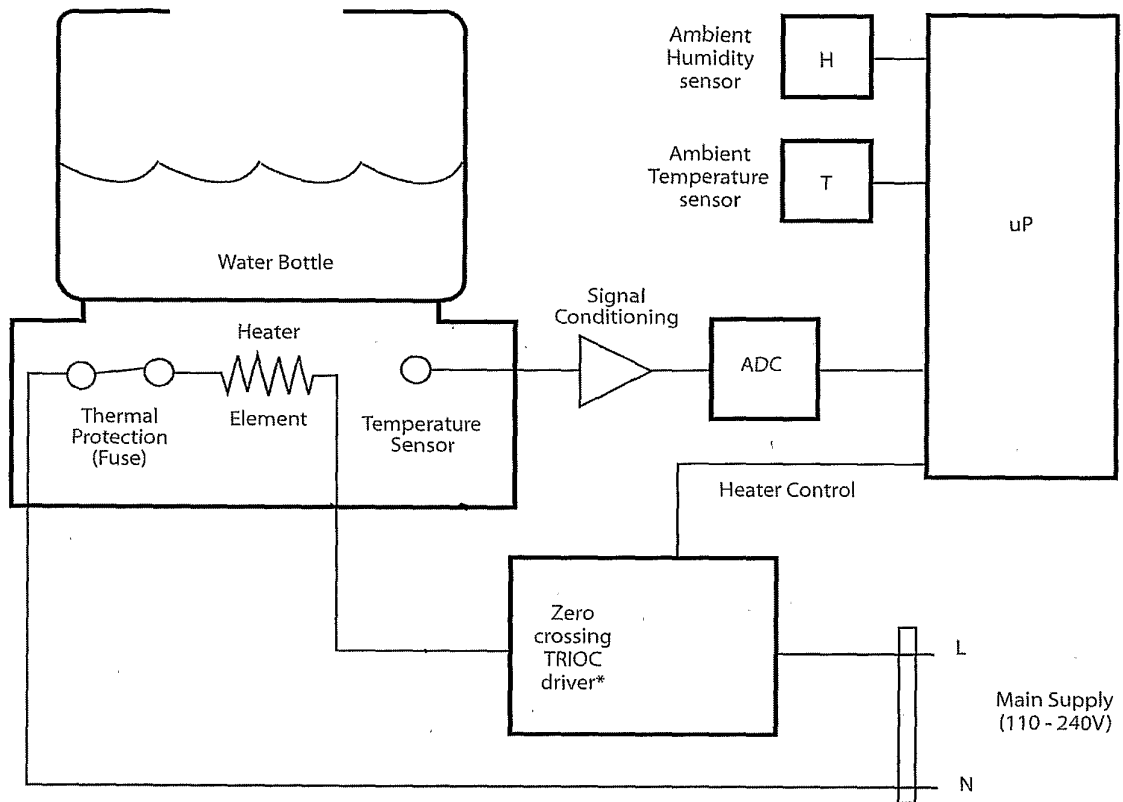 Ambient
Humidity
sensor
H
Ambient
Temperature
sensor
T
uP
Water Bottle
Signal
Conditioning
ADC
Heater
Element
Thermal
Protection
(Fuse)
Temperature
Sensor
Heater Control
Zero
crossing
TRIOC
driver*
L
Main Supply
(110 - 240V)
N